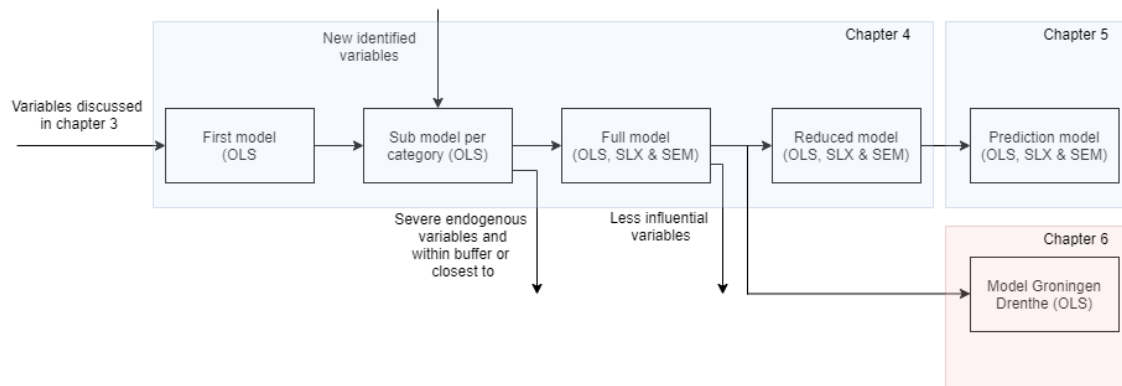 New identified
variables
Chapter 4
Chapter 5
Variables discussed
in chapter 3
First model
(OLS
Sub model per
category (OLS)
Full model
(OLS, SLX & SEM)
Reduced model
(OLS, SLX & SEM)
Prediction model
(OLS, SLX & SEM)
Severe endogenous
variables and
within buffer or
closest to
Less influential
variables
Chapter 6
Model Groningen
Drenthe (OLS)